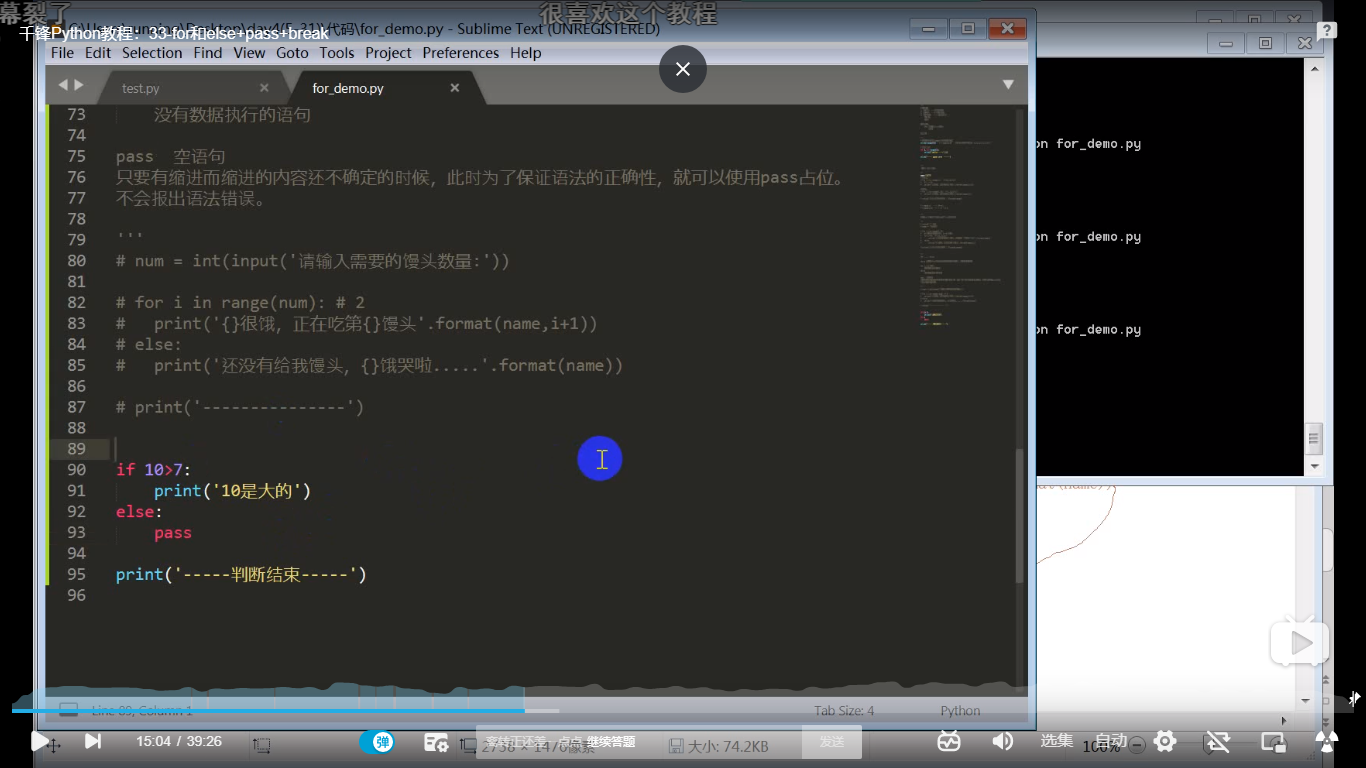 幕裂了
很喜欢这个教程
千锋Python教程：33-for和else+pass+break
\for_demo.py - Sublime Text (UNREGISTERED)
File Edit Selection Find View Goto Tools Project Preferences Help
test.py
for_demo.py
73 没有数据执行的语句
74
75 pass 空语句
76 只要有缩进而缩进的内容还不确定的时候，此时为了保证语法的正确性，就可以使用pass占位。
77 不会报出语法错误。
78
79 '''
80 # num = int(input('请输入需要的馒头数量:'))
81
82 # for i in range(num): # 2
83 # print('{}很饿，正在吃第{}馒头'.format(name,i+1))
84 # else:
85 # print('还没有给我馒头，{}饿哭啦.....'.format(name))
86
87 # print('---------------')
88
89
90 if 10>7:
91 print('10是大的')
92 else:
93 pass
94
95 print('-----判断结束-----')
96
on for_demo.py
on for_demo.py
on for_demo.py
Line 89, Column 1
Tab Size: 4
Python
15:04 / 39:26
弹
继续答题
发送
大小: 74.2KB
选集
自动
100%